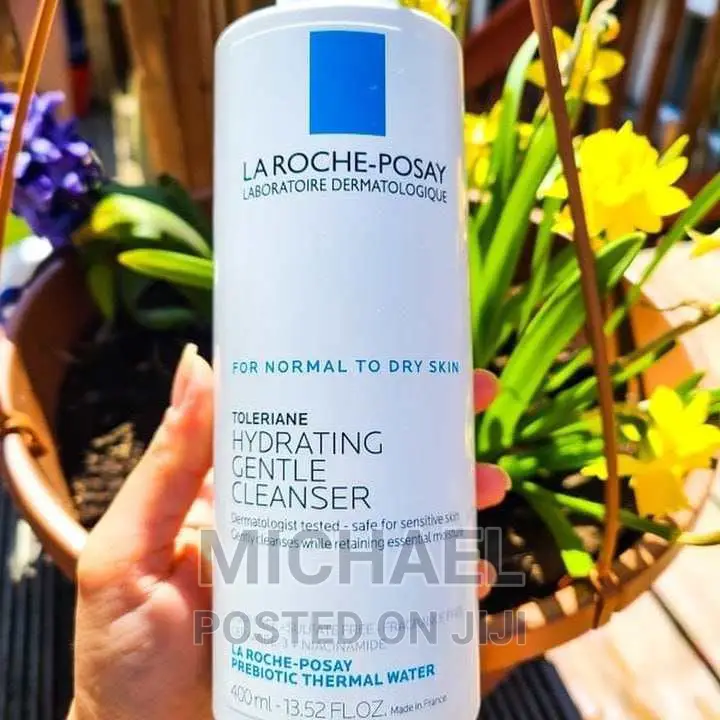 LA ROCHE-POSAY
LABORATOIRE DERMATOLOGIQUE
FOR NORMAL TO DRY SKIN
TOLERIANE
HYDRATING
GENTLE
CLEANSER
Dermatologist tested - safe for sensitive skin
Gently cleanses while retaining essential moisture
MICHAEL
POSTED ON JIJI
NIACINAMIDE
LA ROCHE-POSAY
PREBIOTIC THERMAL WATER
400 ml - 13.52 FL.OZ. Made in France